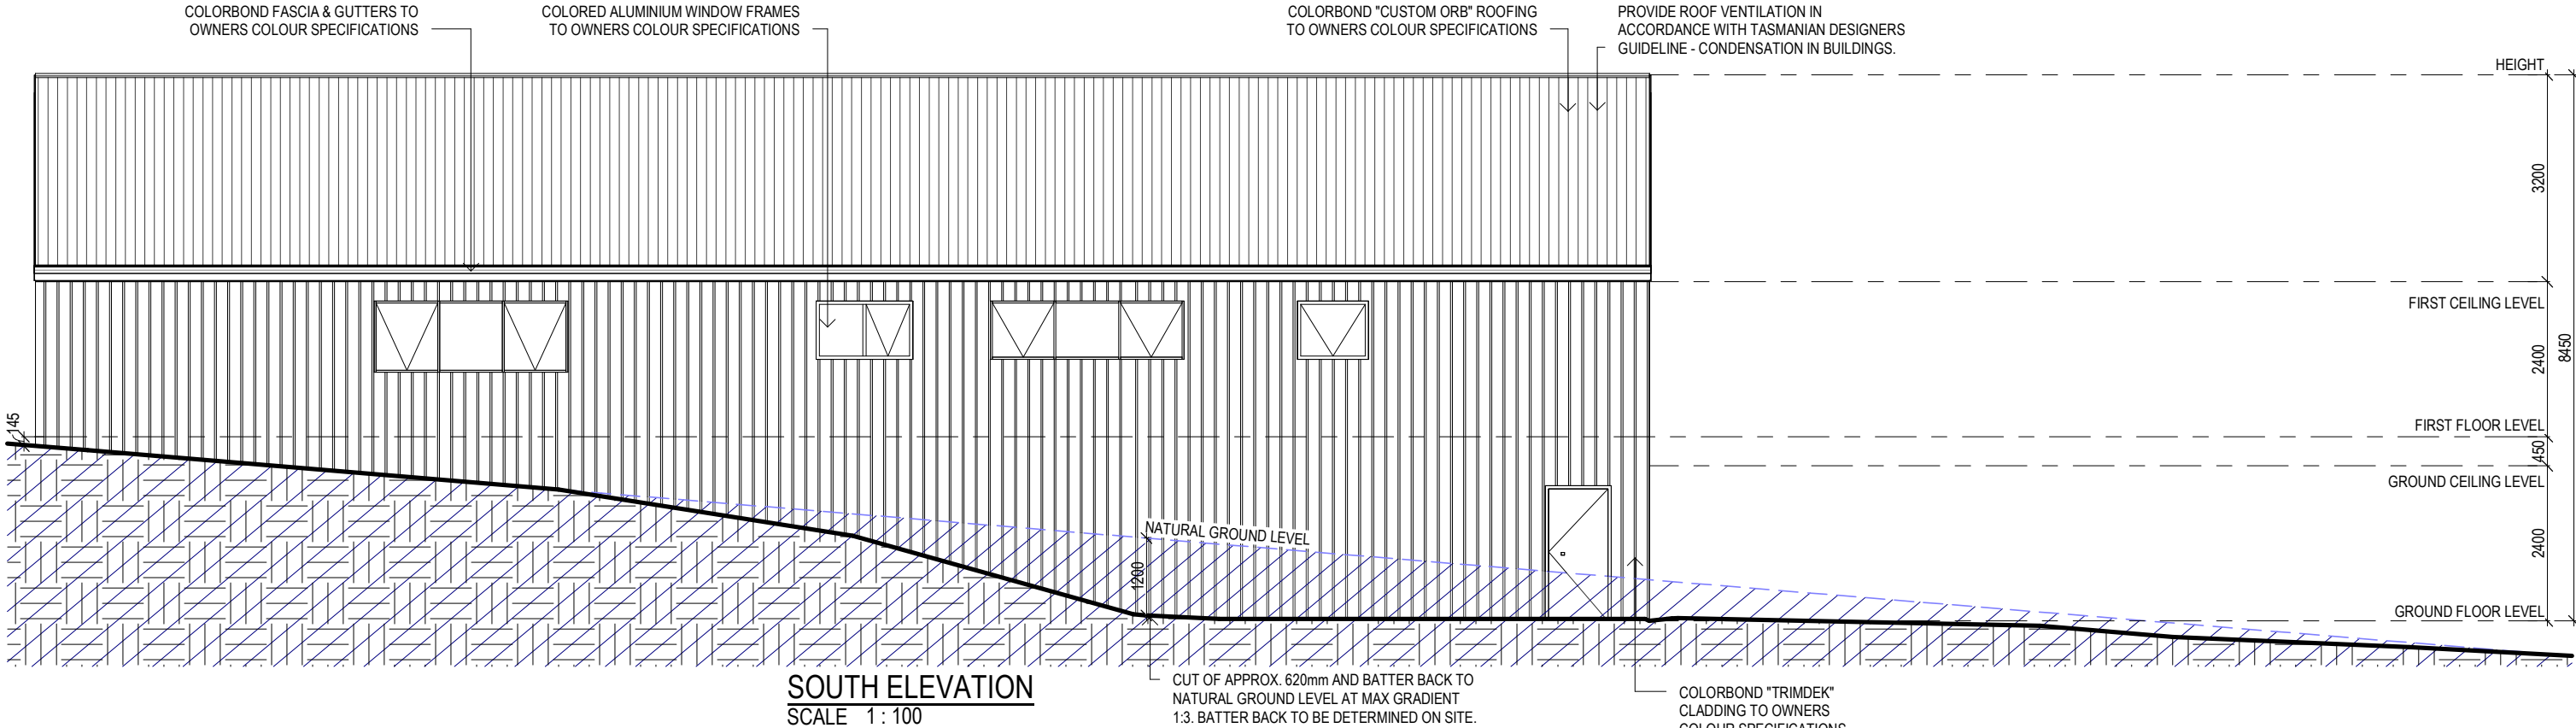 COLORBOND FASCIA & GUTTERS TO
OWNERS COLOUR SPECIFICATIONS
COLORED ALUMINIUM WINDOW FRAMES
TO OWNERS COLOUR SPECIFICATIONS
COLORBOND "CUSTOM ORB" ROOFING
TO OWNERS COLOUR SPECIFICATIONS
PROVIDE ROOF VENTILATION IN
ACCORDANCE WITH TASMANIAN DESIGNERS
GUIDELINE - CONDENSATION IN BUILDINGS.
HEIGHT
3200
FIRST CEILING LEVEL
2400
8450
145
FIRST FLOOR LEVEL
450
GROUND CEILING LEVEL
NATURAL GROUND LEVEL
2400
1200
GROUND FLOOR LEVEL
SOUTH ELEVATION
SCALE 1 : 100
CUT OF APPROX. 620mm AND BATTER BACK TO
NATURAL GROUND LEVEL AT MAX GRADIENT
1:3. BATTER BACK TO BE DETERMINED ON SITE.
COLORBOND "TRIMDEK"
CLADDING TO OWNERS
COLOUR SPECIFICATIONS